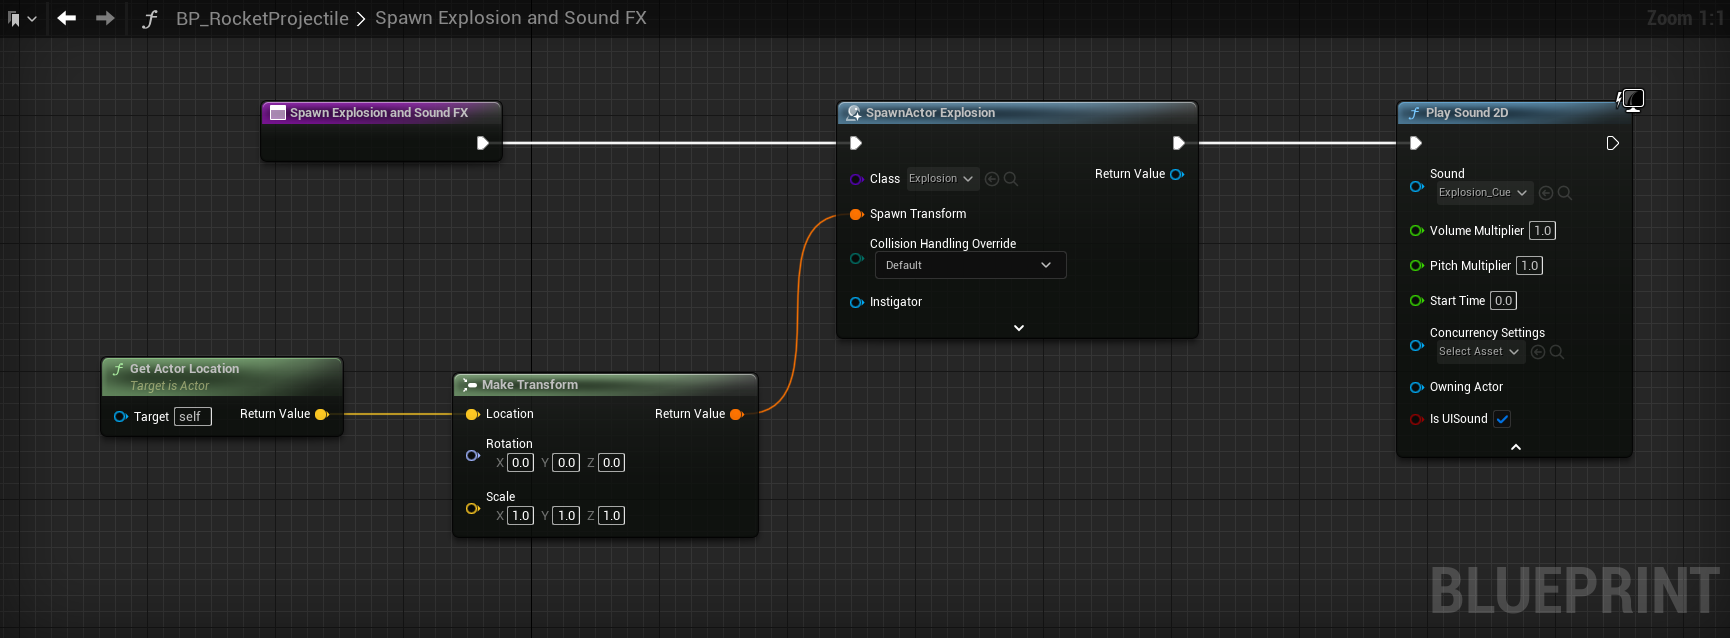 BP_RocketProjectile > Spawn Explosion and Sound FX
Zoom 1:1
Spawn Explosion and Sound FX
SpawnActor Explosion
Class Explosion
Return Value
Spawn Transform
Collision Handling Override
Default
Instigator
Play Sound 2D
Sound
Explosion_Cue
Volume Multiplier 1.0
Pitch Multiplier 1.0
Start Time 0.0
Concurrency Settings
Select Asset
Owning Actor
Is UISound
Get Actor Location
Target is Actor
Target self
Return Value
Make Transform
Location
Return Value
Rotation
X 0.0 Y 0.0 Z 0.0
Scale
X 1.0 Y 1.0 Z 1.0
BLUEPRINT